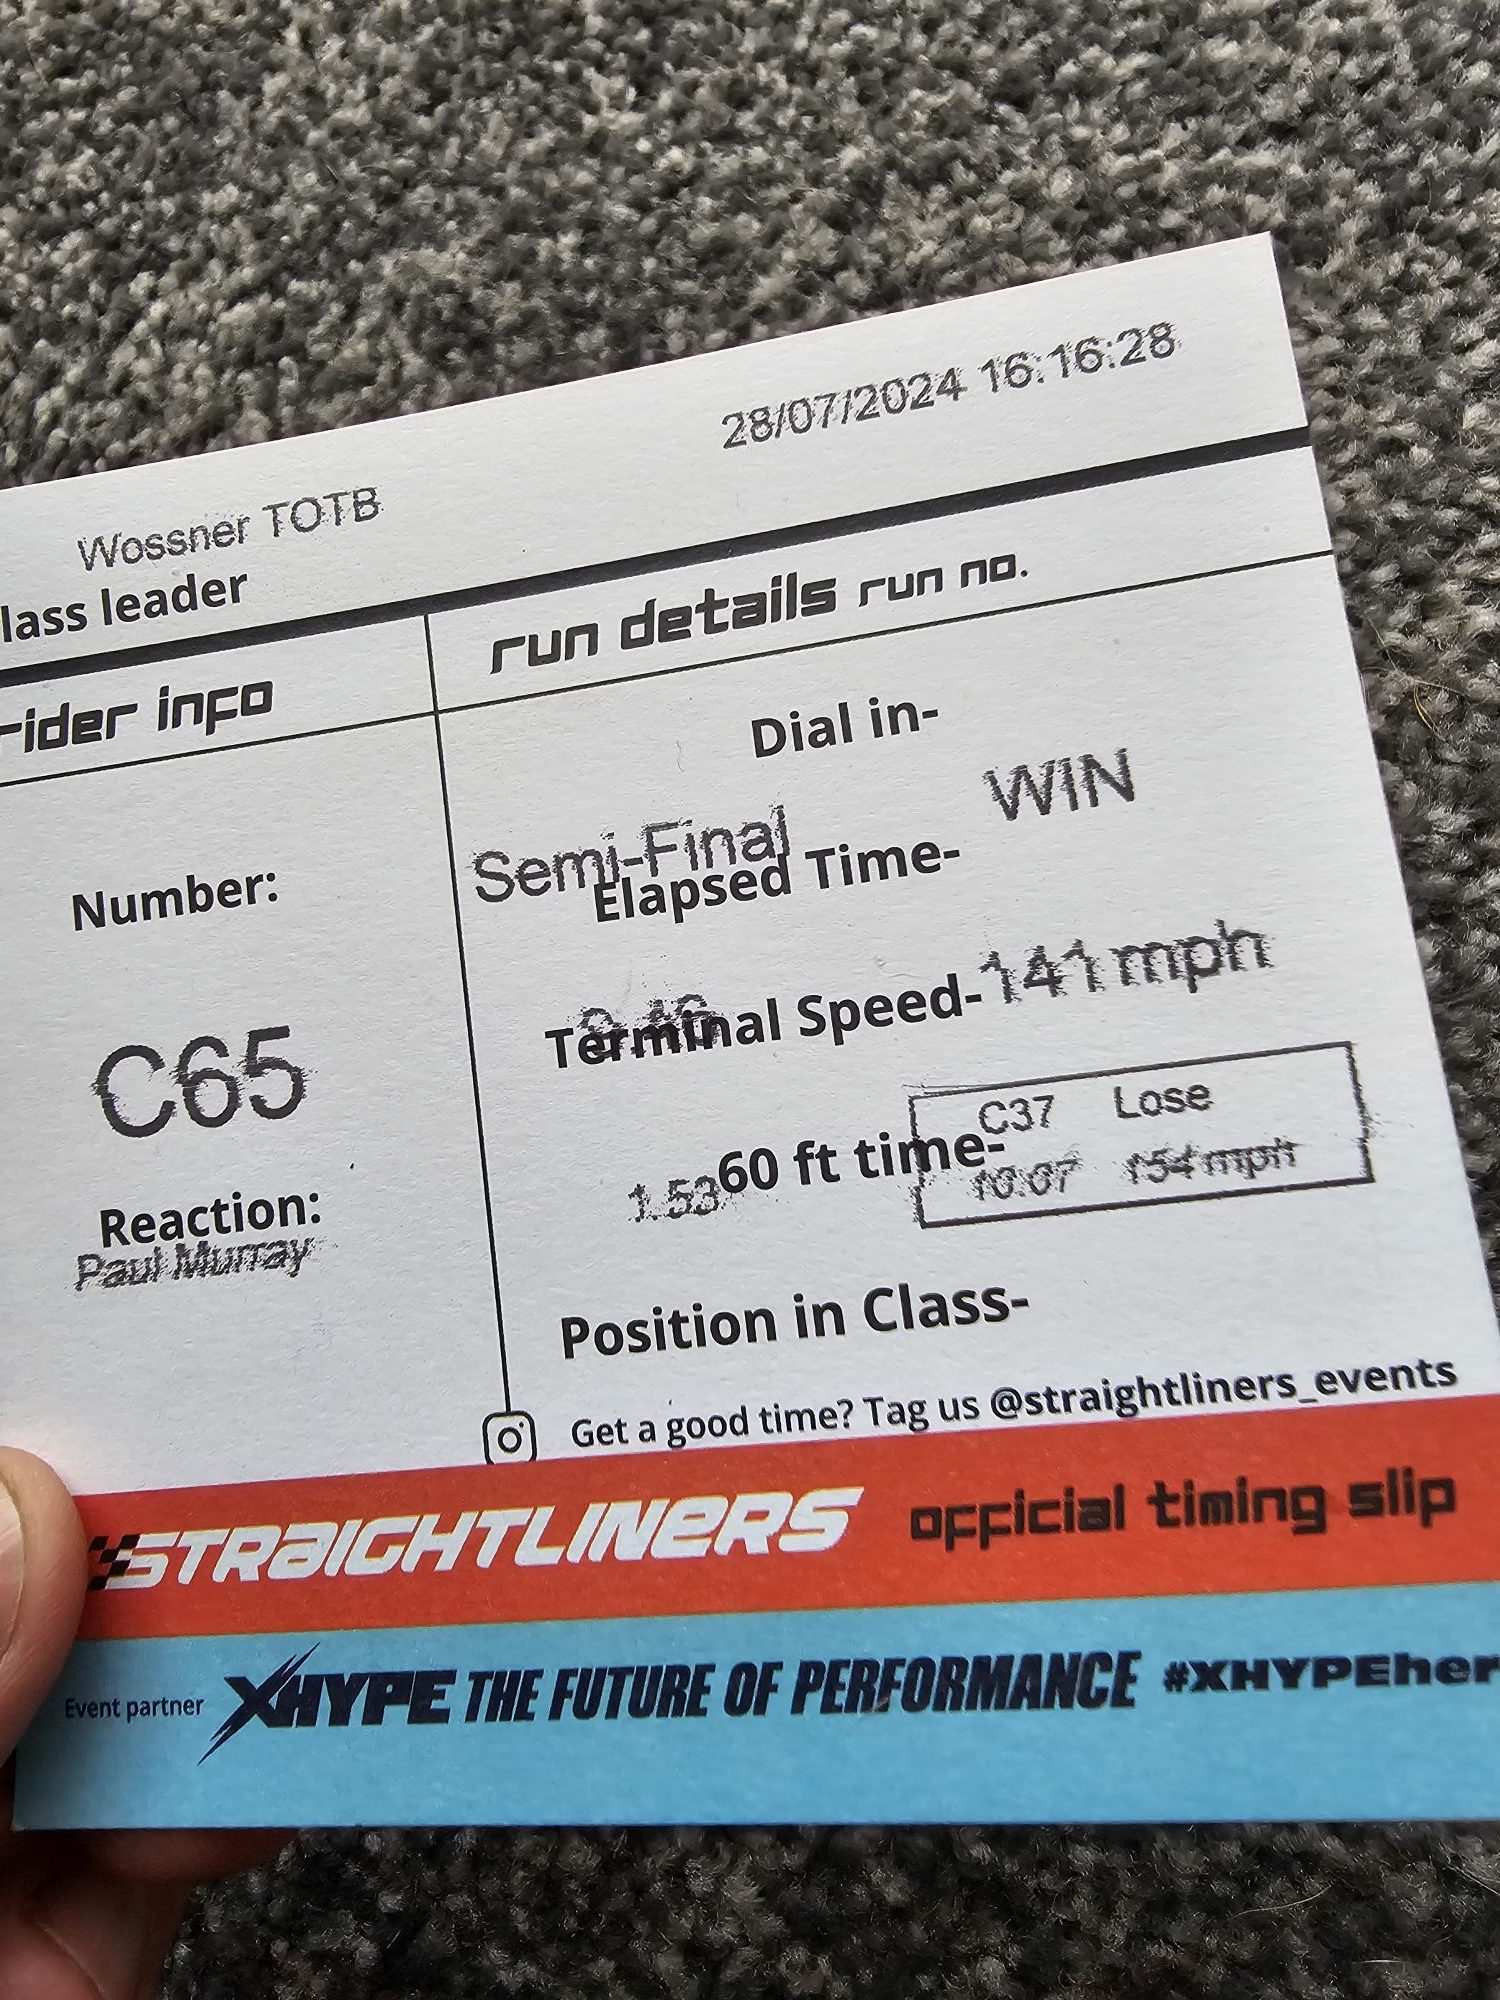 28/07/2024 16:16:28
Wossner TOTB
lass leader
rider info
run details run no.
Dial in-
WIN
Semi-Final
Elapsed Time-
Number:
141 mph
Terminal Speed-
C65
C37 Lose
60 ft time-
10.07 154 mph
1.53
Reaction:
Paul Murray
Position in Class-
Get a good time? Tag us @straightliners_events
STRAIGHTLINERS official timing slip
Event partner XHYPE THE FUTURE OF PERFORMANCE #XHYPEher